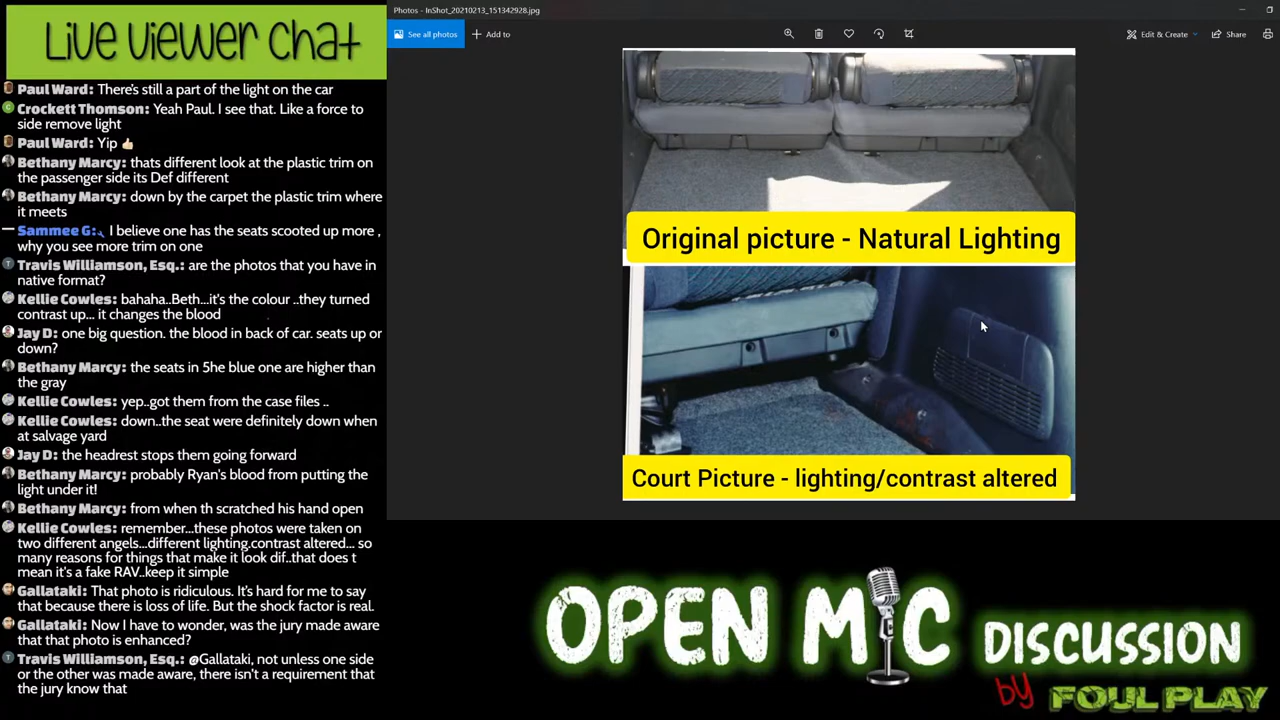 Live Viewer Chat
Paul Ward: There's still a part of the light on the car
Crockett Thomson: Yeah Paul. I see that. Like a force to
side remove light
Paul Ward: Yip 👍🏻
Bethany Marcy: thats different look at the plastic trim on
the passenger side its Def different
Bethany Marcy: down by the carpet the plastic trim where
it meets
Sammee G:🔧 I believe one has the seats scooted up more ,
why you see more trim on one
Travis Williamson, Esq.: are the photos that you have in
native format?
Kellie Cowles: bahaha..Beth...it's the colour ..they turned
contrast up... it changes the blood
Jay D: one big question. the blood in back of car. seats up or
down?
Bethany Marcy: the seats in 5he blue one are higher than
the gray
Kellie Cowles: yep..got them from the case files ..
Kellie Cowles: down..the seat were definitely down when
at salvage yard
Jay D: the headrest stops them going forward
Bethany Marcy: probably Ryan's blood from putting the
light under it!
Bethany Marcy: from when th scratched his hand open
Kellie Cowles: remember...these photos were taken on
two different angels...different lighting.contrast altered... so
many reasons for things that make it look dif..that does t
mean it's a fake RAV..keep it simple
Gallataki: That photo is ridiculous. It's hard for me to say
that because there is loss of life. But the shock factor is real.
Gallataki: Now I have to wonder, was the jury made aware
that that photo is enhanced?
Travis Williamson, Esq.: @Gallataki, not unless one side
or the other was made aware, there isn't a requirement that
the jury know that
Photos - InShot_20210213_151342928.jpg
See all photos
Add to
Edit & Create
Share
Original picture - Natural Lighting
Court Picture - lighting/contrast altered
OPEN MIC
DISCUSSION
by FOUL PLAY